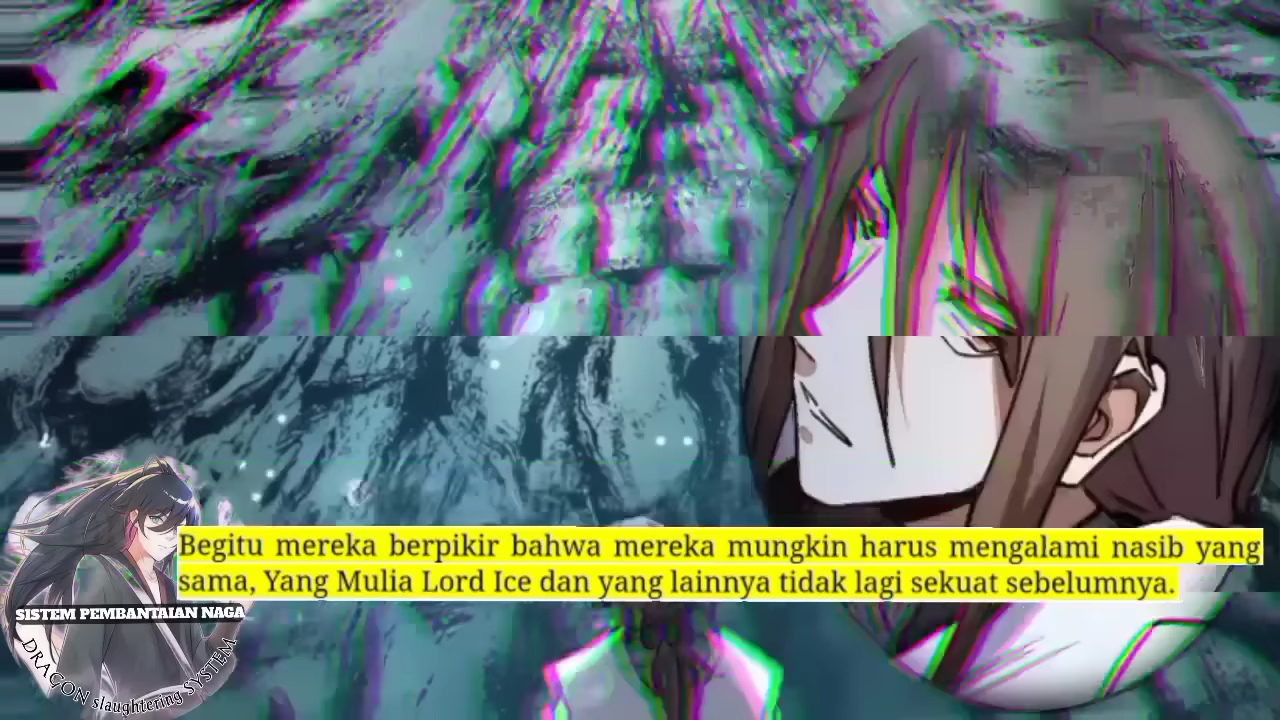 Begitu mereka berpikir bahwa mereka mungkin harus mengalami nasib yang
sama, Yang Mulia Lord Ice dan yang lainnya tidak lagi sekuat sebelumnya.
SISTEM PEMBANTAIAN NAGA
DRAGON slaughtering SYSTEM